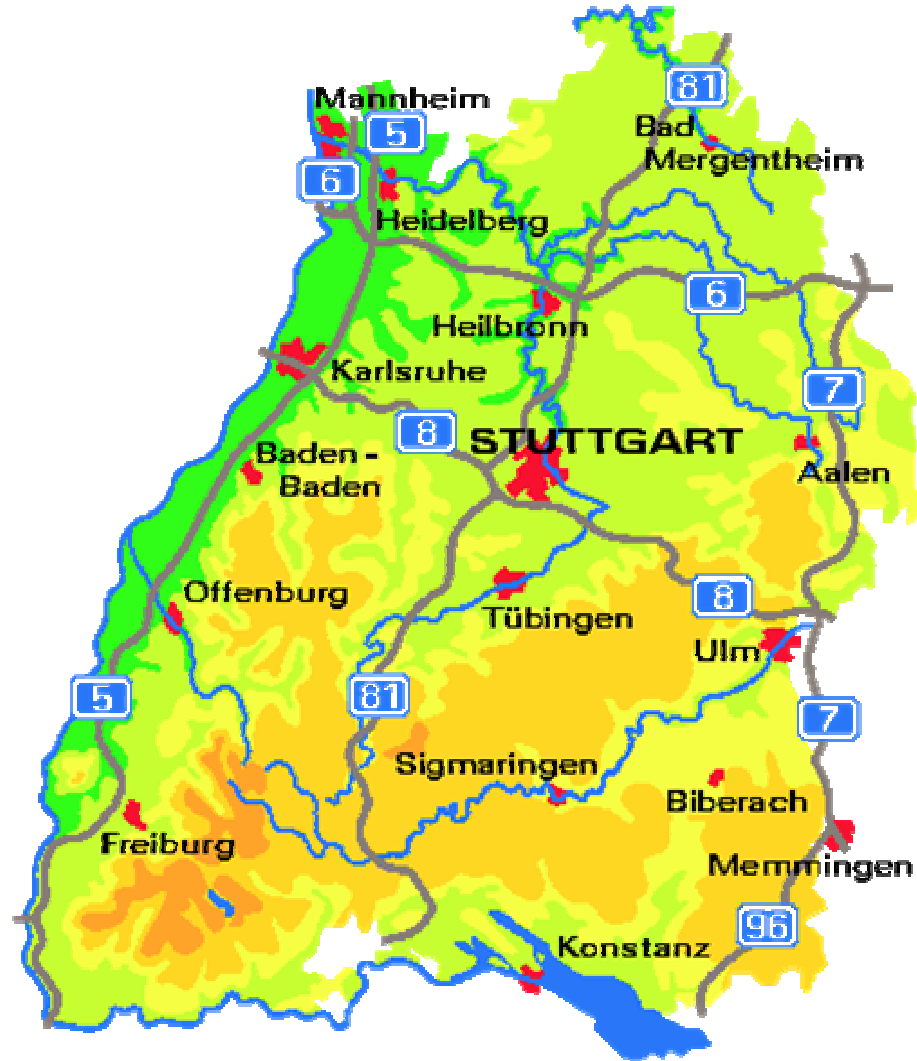 Mannheim
5
81
Bad
Mergentheim
6
Heidelberg
6
Heilbronn
Karlsruhe
7
8
STUTTGART
Baden -
Baden
Aalen
Offenburg
8
Tübingen
Ulm
5
81
7
Sigmaringen
Biberach
Freiburg
Memmingen
96
Konstanz